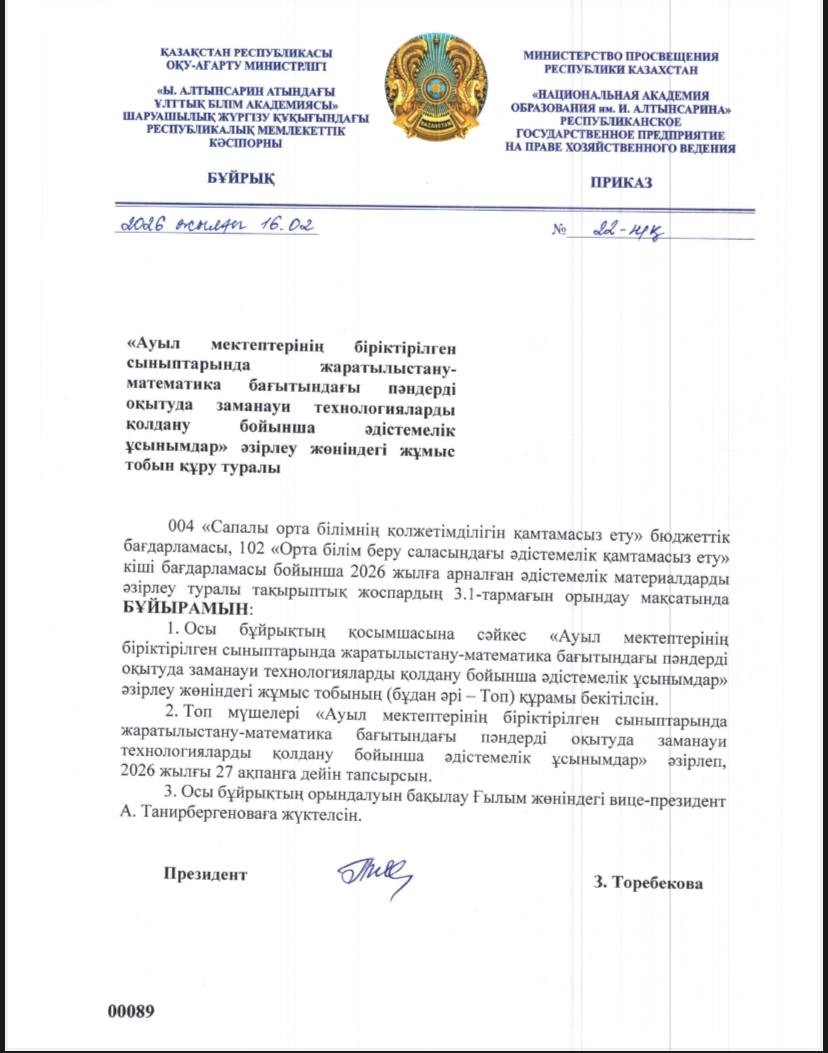 ҚАЗАҚСТАН РЕСПУБЛИКАСЫ
ОҚУ-АҒАРТУ МИНИСТРЛІГІ
«Ы. АЛТЫНСАРИН АТЫНДАҒЫ
ҰЛТТЫҚ БІЛІМ АКАДЕМИЯСЫ»
ШАРУАШЫЛЫҚ ЖҮРГІЗУ ҚҰҚЫҒЫНДАҒЫ
РЕСПУБЛИКАЛЫҚ МЕМЛЕКЕТТІК
КӘСІПОРНЫ
БҰЙРЫҚ
QAZAQSTAN
МИНИСТЕРСТВО ПРОСВЕЩЕНИЯ
РЕСПУБЛИКИ КАЗАХСТАН
«НАЦИОНАЛЬНАЯ АКАДЕМИЯ
ОБРАЗОВАНИЯ им. И. АЛТЫНСАРИНА»
РЕСПУБЛИКАНСКОЕ
ГОСУДАРСТВЕННОЕ ПРЕДПРИЯТИЕ
НА ПРАВЕ ХОЗЯЙСТВЕННОГО ВЕДЕНИЯ
ПРИКАЗ
2026 жылғы 16.02
№ 22-нқ
«Ауыл мектептерінің біріктірілген
сыныптарында жаратылыстану-
математика бағытындағы пәндерді
оқытуда заманауи технологияларды
қолдану бойынша әдістемелік
ұсынымдар» әзірлеу жөніндегі жұмыс
тобын құру туралы
004 «Сапалы орта білімнің қолжетімділігін қамтамасыз ету» бюджеттік
бағдарламасы, 102 «Орта білім беру саласындағы әдістемелік қамтамасыз ету»
кіші бағдарламасы бойынша 2026 жылға арналған әдістемелік материалдарды
әзірлеу туралы тақырыптық жоспардың 3.1-тармағын орындау мақсатында
БҰЙЫРАМЫН:
1. Осы бұйрықтың қосымшасына сәйкес «Ауыл мектептерінің
біріктірілген сыныптарында жаратылыстану-математика бағытындағы пәндерді
оқытуда заманауи технологияларды қолдану бойынша әдістемелік ұсынымдар»
әзірлеу жөніндегі жұмыс тобының (бұдан әрі – Топ) құрамы бекітілсін.
2. Топ мүшелері «Ауыл мектептерінің біріктірілген сыныптарында
жаратылыстану-математика бағытындағы пәндерді оқытуда заманауи
технологияларды қолдану бойынша әдістемелік ұсынымдар» әзірлеп,
2026 жылғы 27 ақпанға дейін тапсырсын.
3. Осы бұйрықтың орындалуын бақылау Ғылым жөніндегі вице-президент
А. Танирбергеноваға жүктелсін.
Президент
З. Торебекова
00089